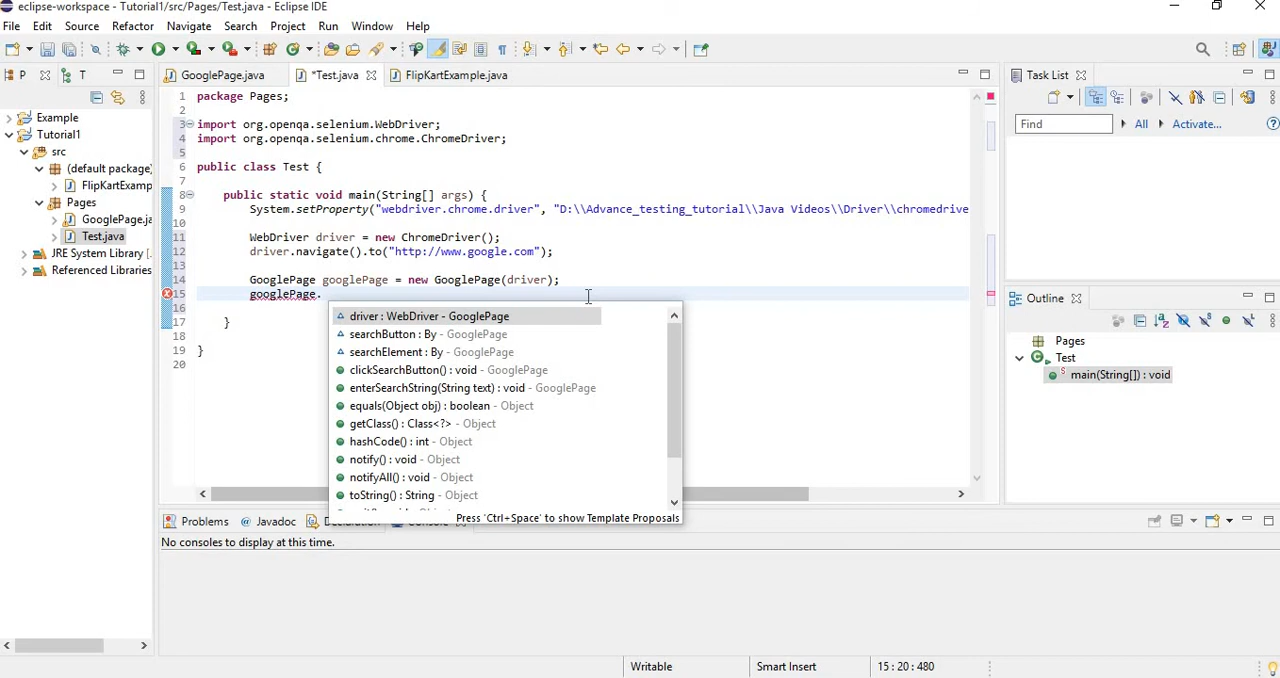 eclipse-workspace - Tutorial1/src/Pages/Test.java - Eclipse IDE
File Edit Source Refactor Navigate Search Project Run Window Help
P T GooglePage.java *Test.java FlipKartExample.java Task List
Example
Tutorial1
src
(default package)
FlipKartExamp
Pages
GooglePage.ja
Test.java
JRE System Library [
Referenced Libraries
1 package Pages;
2
3 import org.openqa.selenium.WebDriver;
4 import org.openqa.selenium.chrome.ChromeDriver;
5
6 public class Test {
7
8 public static void main(String[] args) {
9 System.setProperty("webdriver.chrome.driver", "D:\\Advance_testing_tutorial\\Java Videos\\Driver\\chromedrive
10
11 WebDriver driver = new ChromeDriver();
12 driver.navigate().to("http://www.google.com");
13
14 GooglePage googlePage = new GooglePage(driver);
15 googlePage.
16
17 }
18
19 }
20
driver : WebDriver - GooglePage
searchButton : By - GooglePage
searchElement : By - GooglePage
clickSearchButton() : void - GooglePage
enterSearchString(String text) : void - GooglePage
equals(Object obj) : boolean - Object
getClass() : Class<?> - Object
hashCode() : int - Object
notify() : void - Object
notifyAll() : void - Object
toString() : String - Object
Press 'Ctrl+Space' to show Template Proposals
Find All Activate...
Outline
Pages
Test
main(String[]) : void
Problems Javadoc Declaration Console
No consoles to display at this time.
Writable Smart Insert 15 : 20 : 480